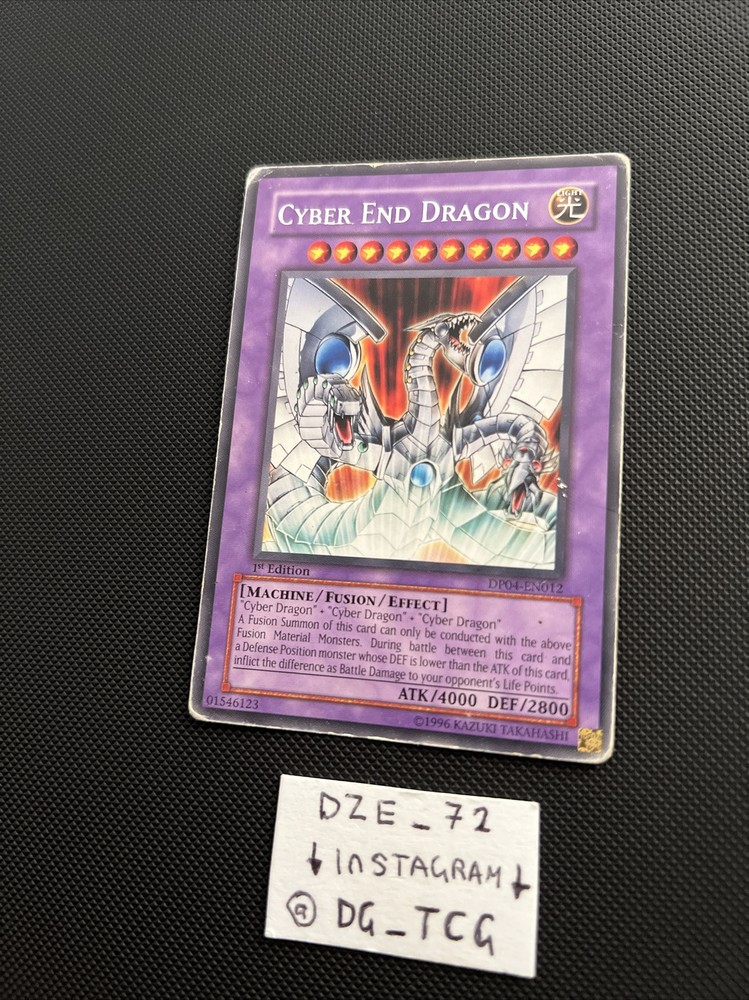 CYBER END DRAGON
LIGHT
光
1st Edition
DP04-EN012
[MACHINE/FUSION/EFFECT]
"Cyber Dragon" + "Cyber Dragon" + "Cyber Dragon"
A Fusion Summon of this card can only be conducted with the above
Fusion Material Monsters. During battle between this card and
a Defense Position monster whose DEF is lower than the ATK of this card,
inflict the difference as Battle Damage to your opponent's Life Points.
ATK/4000 DEF/2800
01546123
©1996 KAZUKI TAKAHASHI
DZE_72
↓ INSTAGRAM ↓
@ DG_TCG